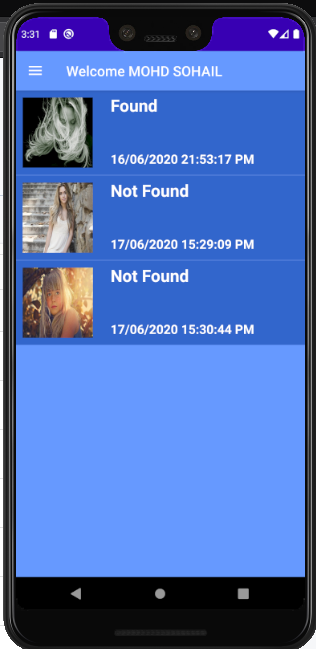 3:31
Welcome MOHD SOHAIL
Found
16/06/2020 21:53:17 PM
Not Found
17/06/2020 15:29:09 PM
Not Found
17/06/2020 15:30:44 PM